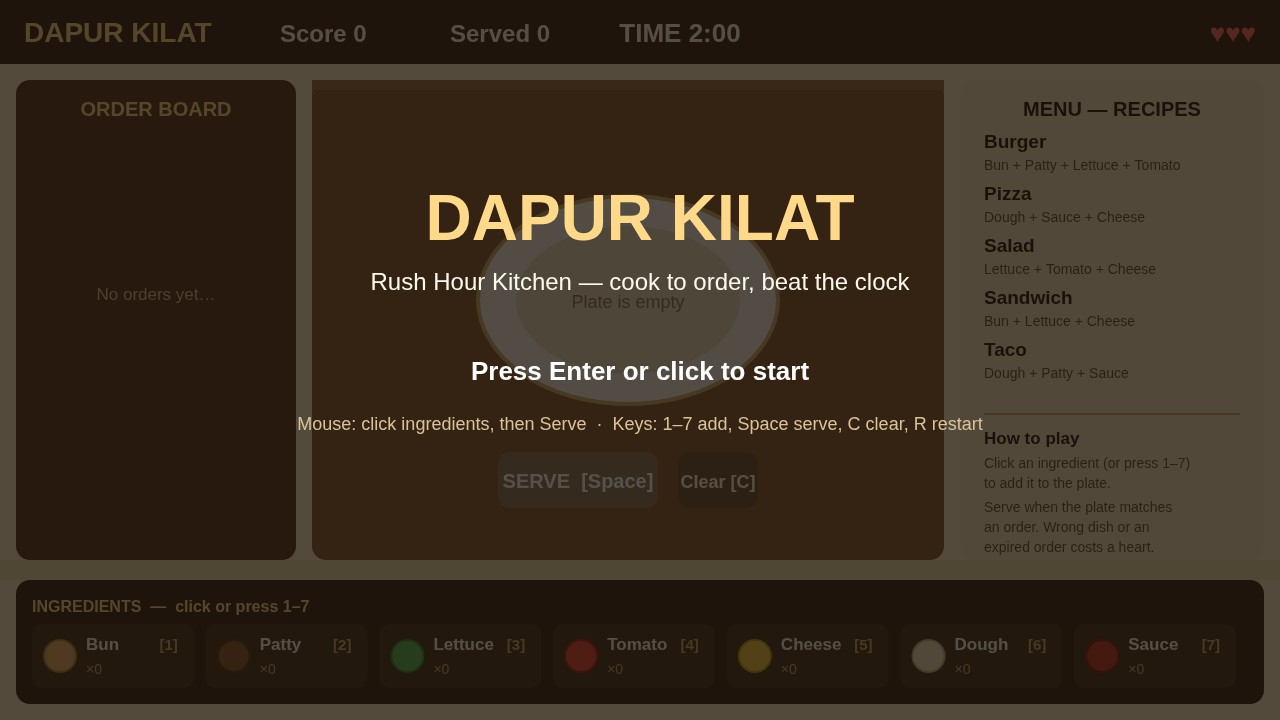 DAPUR KILAT
Score 0
Served 0
TIME 2:00
♥♥♥
ORDER BOARD
No orders yet…
DAPUR KILAT
Rush Hour Kitchen — cook to order, beat the clock
Plate is empty
Press Enter or click to start
Mouse: click ingredients, then Serve · Keys: 1–7 add, Space serve, C clear, R restart
SERVE [Space]
Clear [C]
MENU — RECIPES
Burger
Bun + Patty + Lettuce + Tomato
Pizza
Dough + Sauce + Cheese
Salad
Lettuce + Tomato + Cheese
Sandwich
Bun + Lettuce + Cheese
Taco
Dough + Patty + Sauce
How to play
Click an ingredient (or press 1–7)
to add it to the plate.
Serve when the plate matches
an order. Wrong dish or an
expired order costs a heart.
INGREDIENTS — click or press 1–7
Bun [1]
×0
Patty [2]
×0
Lettuce [3]
×0
Tomato [4]
×0
Cheese [5]
×0
Dough [6]
×0
Sauce [7]
×0